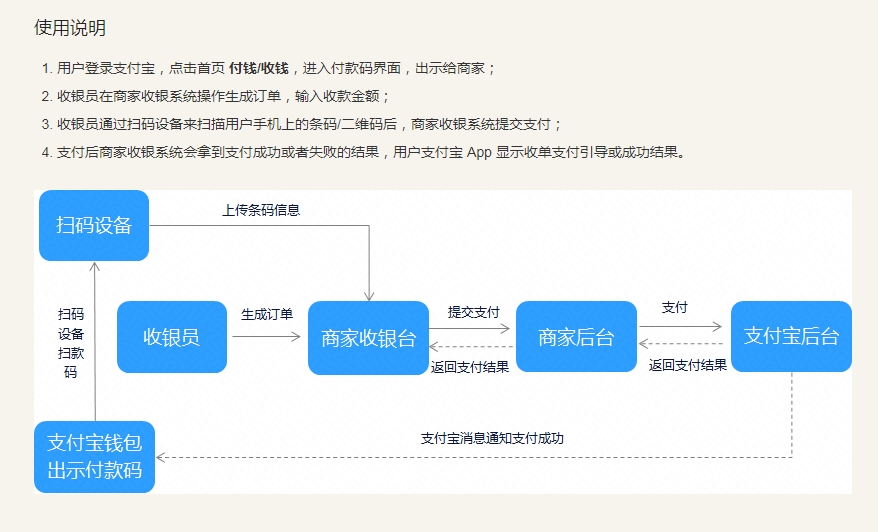 使用说明
1. 用户登录支付宝，点击首页 付钱/收钱，进入付款码界面，出示给商家；
2. 收银员在商家收银系统操作生成订单，输入收款金额；
3. 收银员通过扫码设备来扫描用户手机上的条码/二维码后，商家收银系统提交支付；
4. 支付后商家收银系统会拿到支付成功或者失败的结果，用户支付宝 App 显示收单支付引导或成功结果。
扫码设备
上传条码信息
扫码
设备
扫款
码
收银员
生成订单
商家收银台
提交支付
返回支付结果
商家后台
支付
返回支付结果
支付宝后台
支付宝消息通知支付成功
支付宝钱包
出示付款码